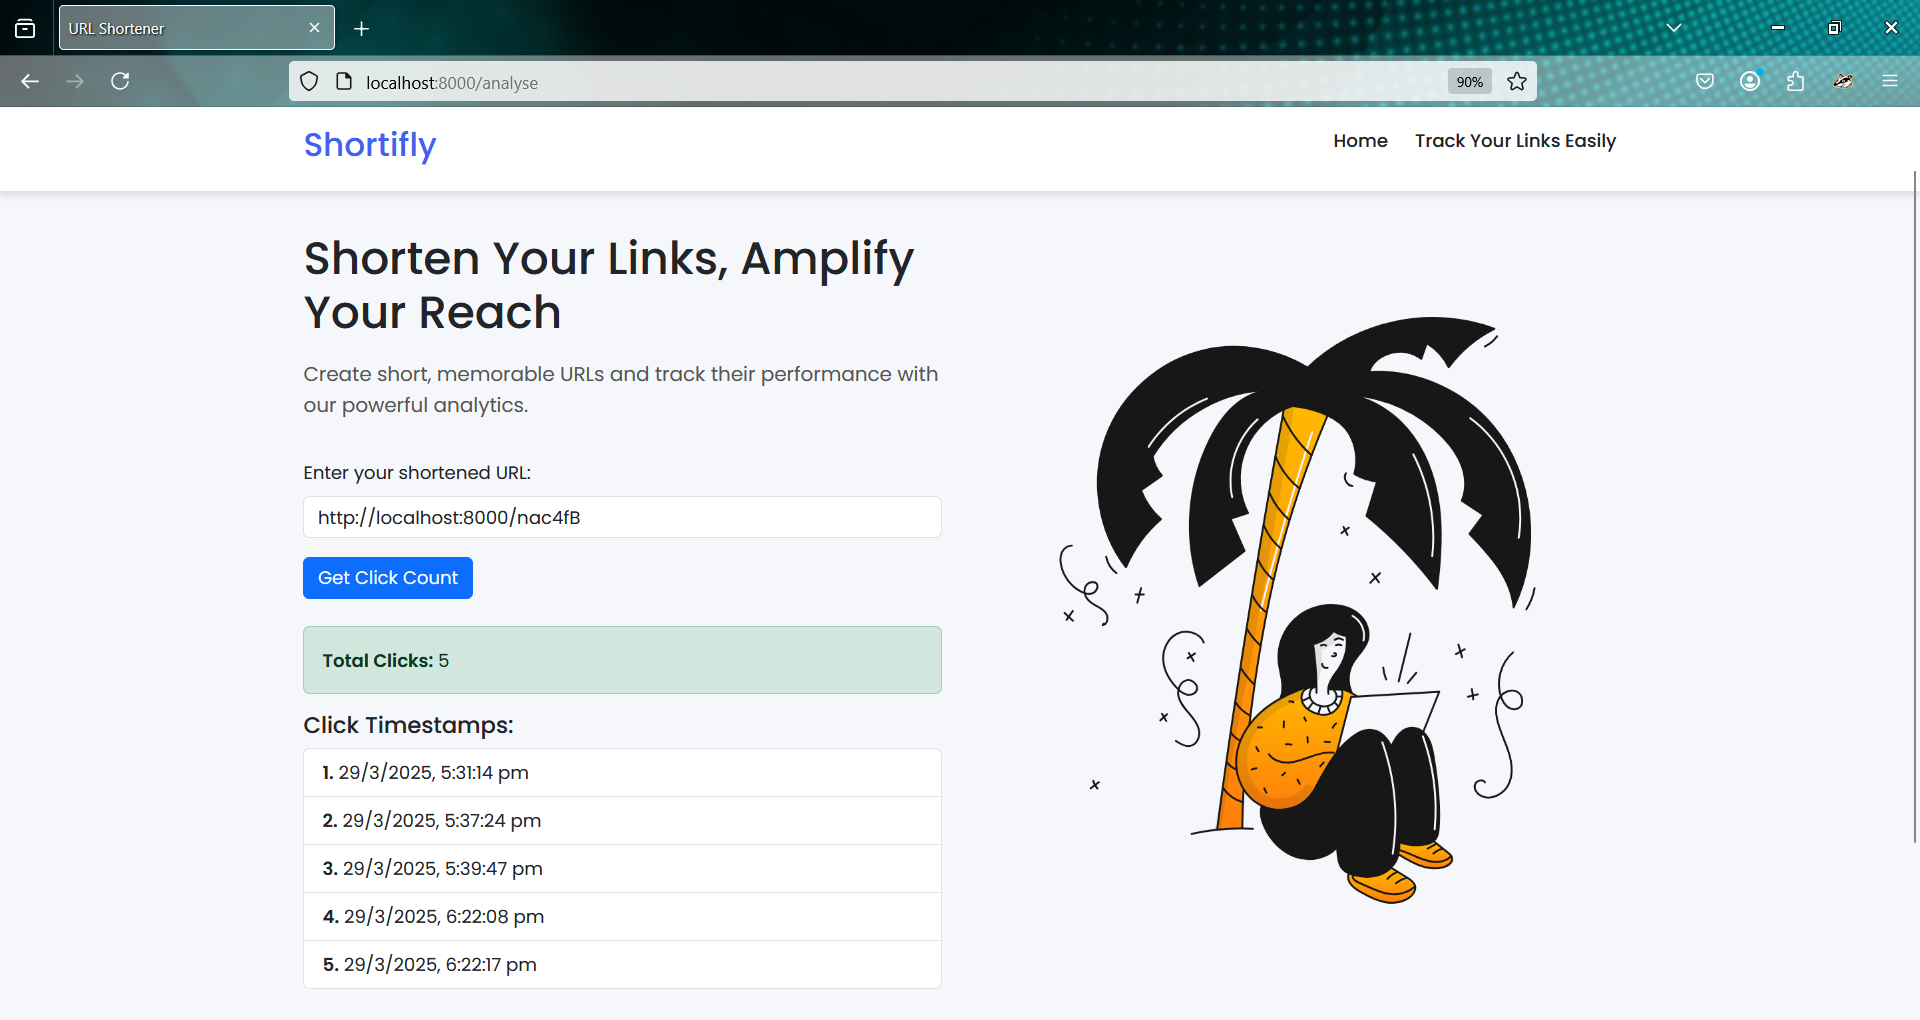 URL Shortener
localhost:8000/analyse
90%
Shortifly
Home
Track Your Links Easily
Shorten Your Links, Amplify
Your Reach
Create short, memorable URLs and track their performance with
our powerful analytics.
Enter your shortened URL:
http://localhost:8000/nac4fB
Get Click Count
Total Clicks: 5
Click Timestamps:
1. 29/3/2025, 5:31:14 pm
2. 29/3/2025, 5:37:24 pm
3. 29/3/2025, 5:39:47 pm
4. 29/3/2025, 6:22:08 pm
5. 29/3/2025, 6:22:17 pm